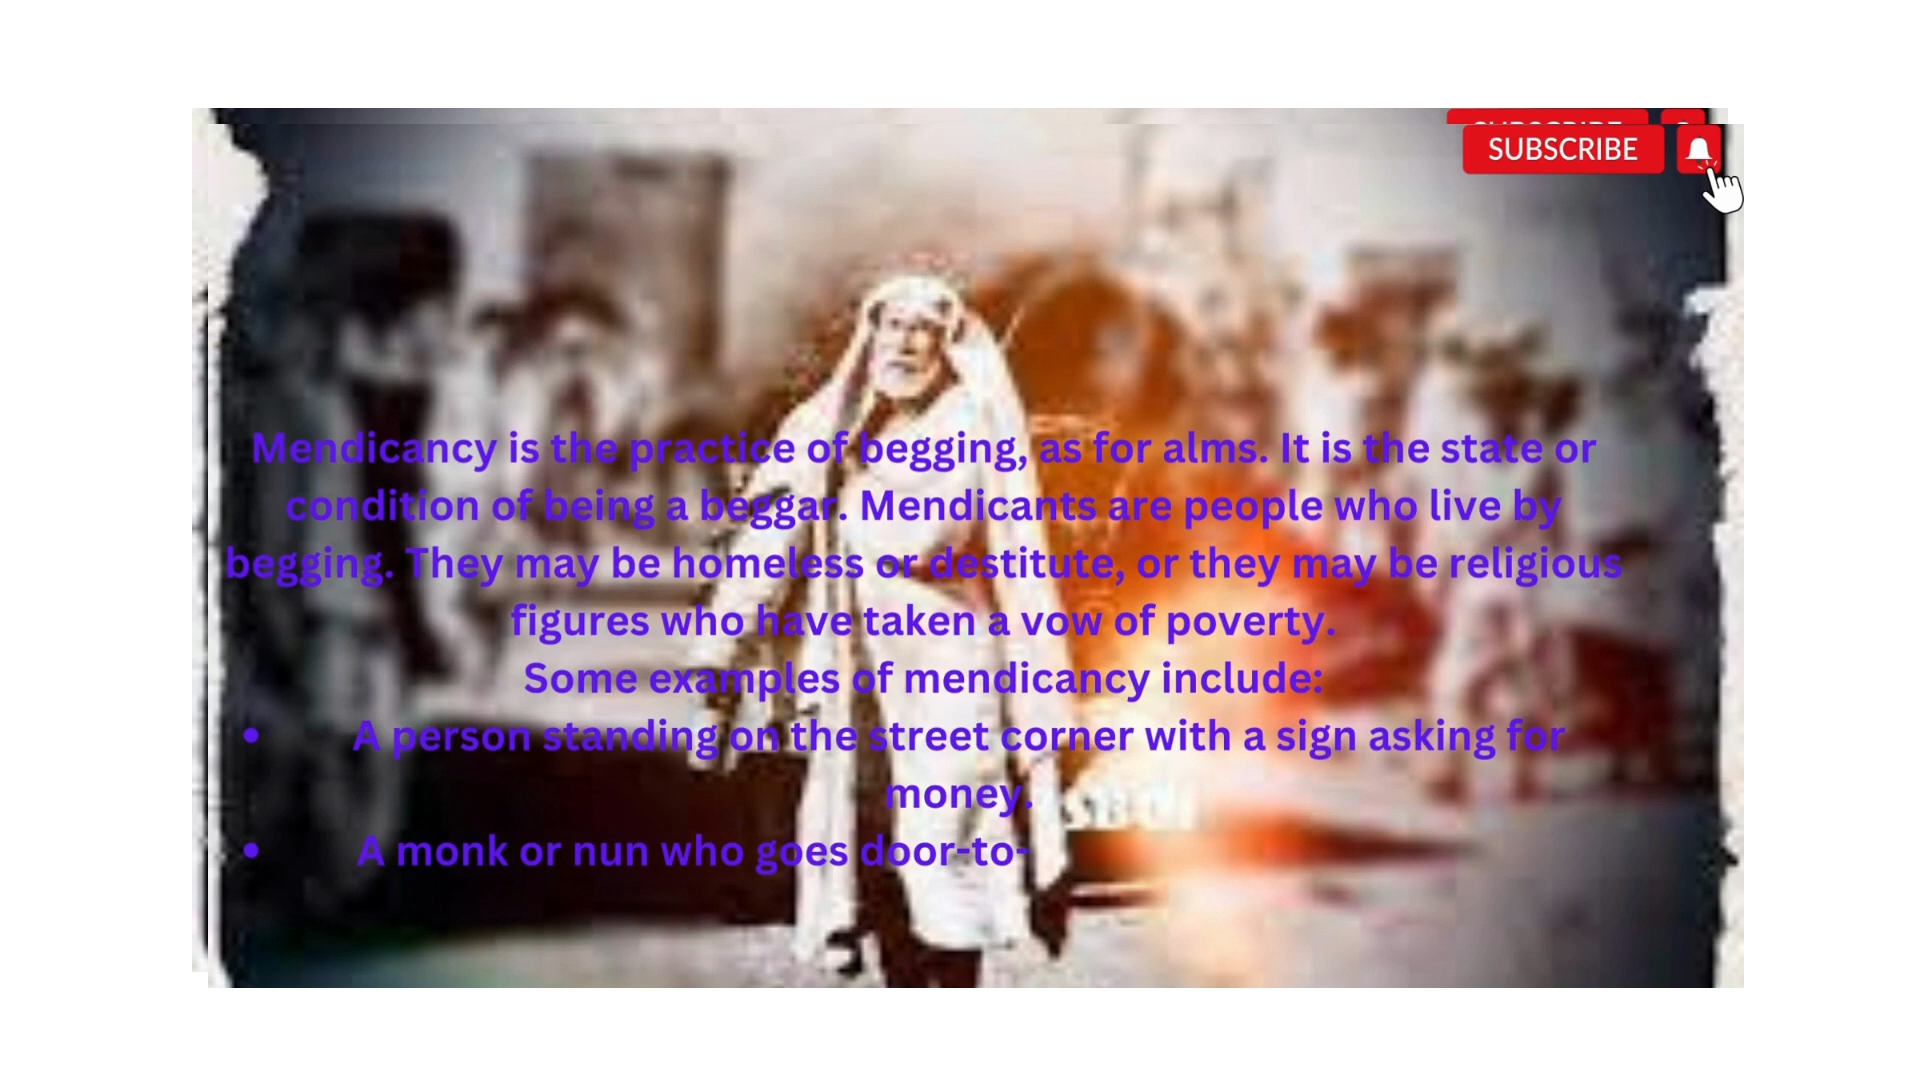 SUBSCRIBE
SUBSCRIBE
Mendicancy is the practice of begging, as for alms. It is the state or
condition of being a beggar. Mendicants are people who live by
begging. They may be homeless or destitute, or they may be religious
figures who have taken a vow of poverty.
Some examples of mendicancy include:
• A person standing on the street corner with a sign asking for
money.
• A monk or nun who goes door-to-